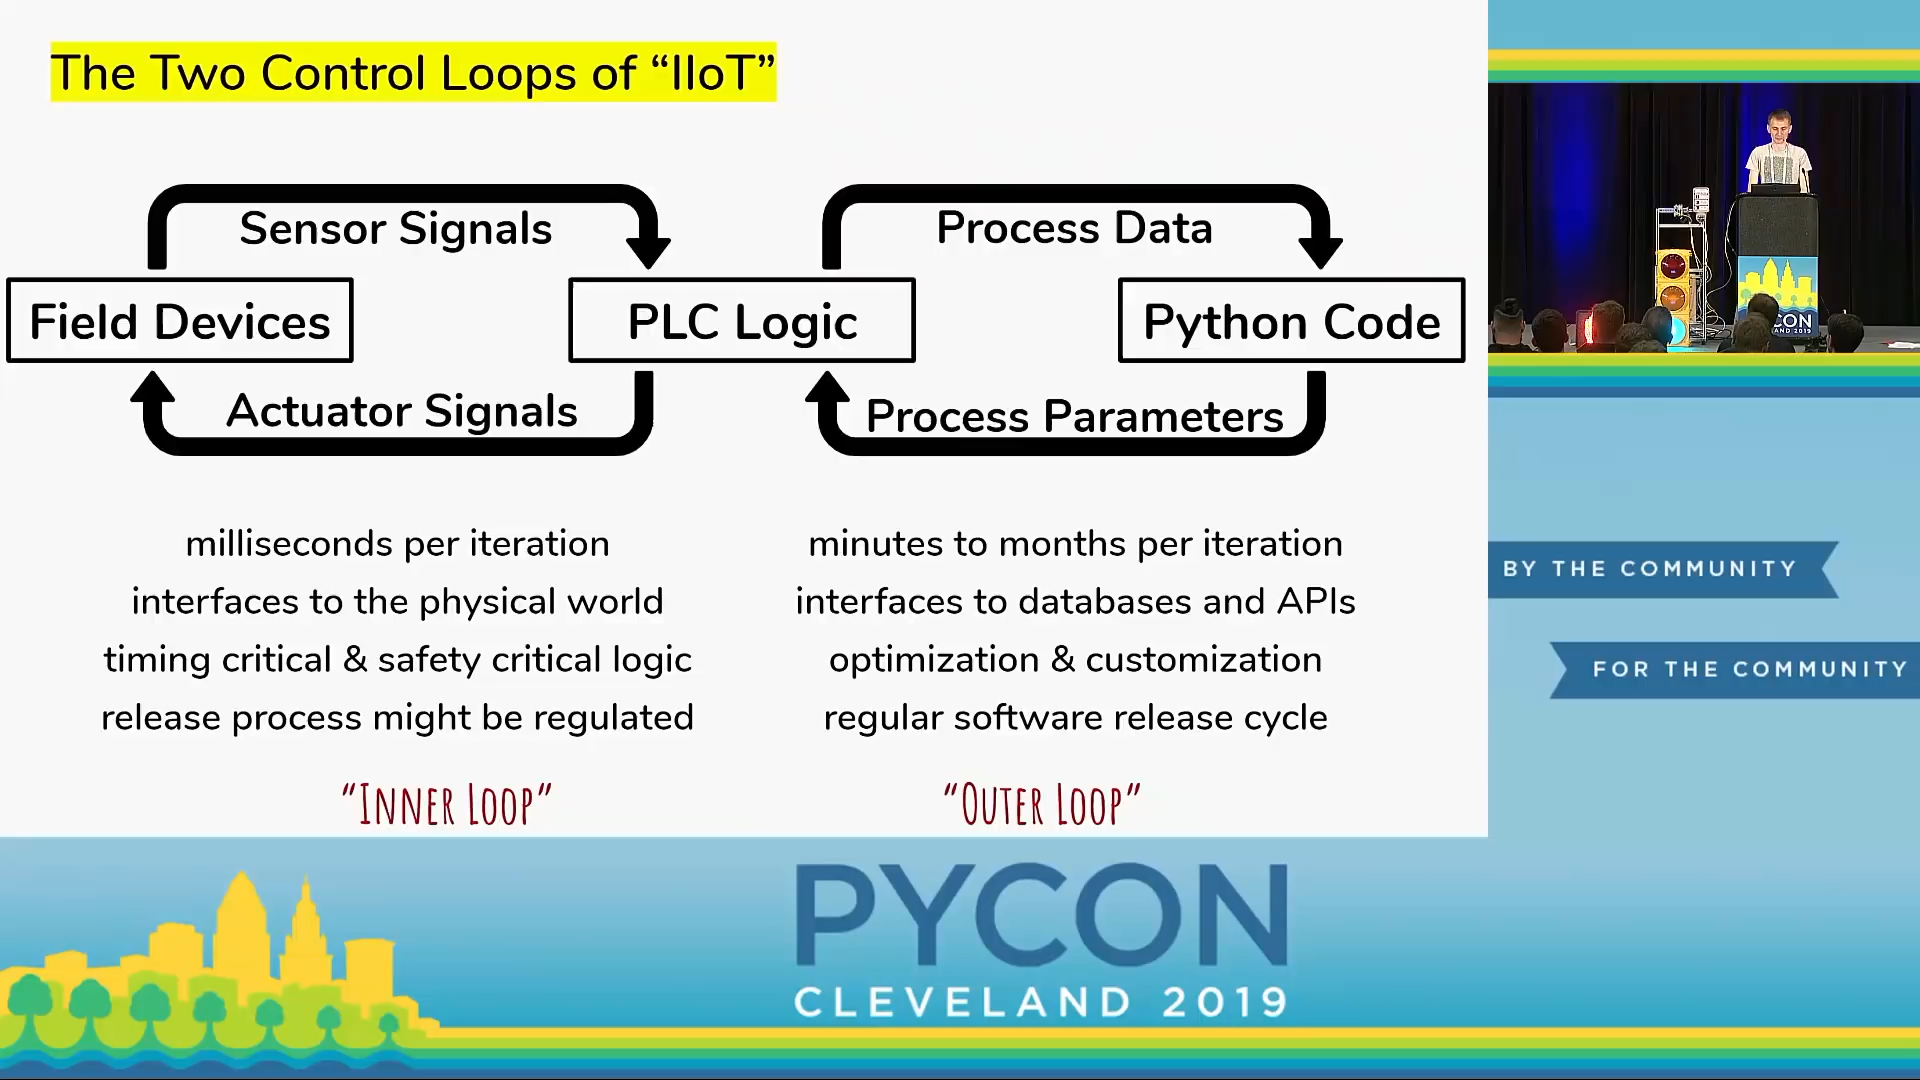 The Two Control Loops of “IIoT”
Sensor Signals
Process Data
Field Devices
PLC Logic
Python Code
Actuator Signals
Process Parameters
milliseconds per iteration
interfaces to the physical world
timing critical & safety critical logic
release process might be regulated
minutes to months per iteration
interfaces to databases and APIs
optimization & customization
regular software release cycle
“INNER LOOP”
“OUTER LOOP”
CON
AND 2019
BY THE COMMUNITY
FOR THE COMMUNITY
PYCON
CLEVELAND 2019